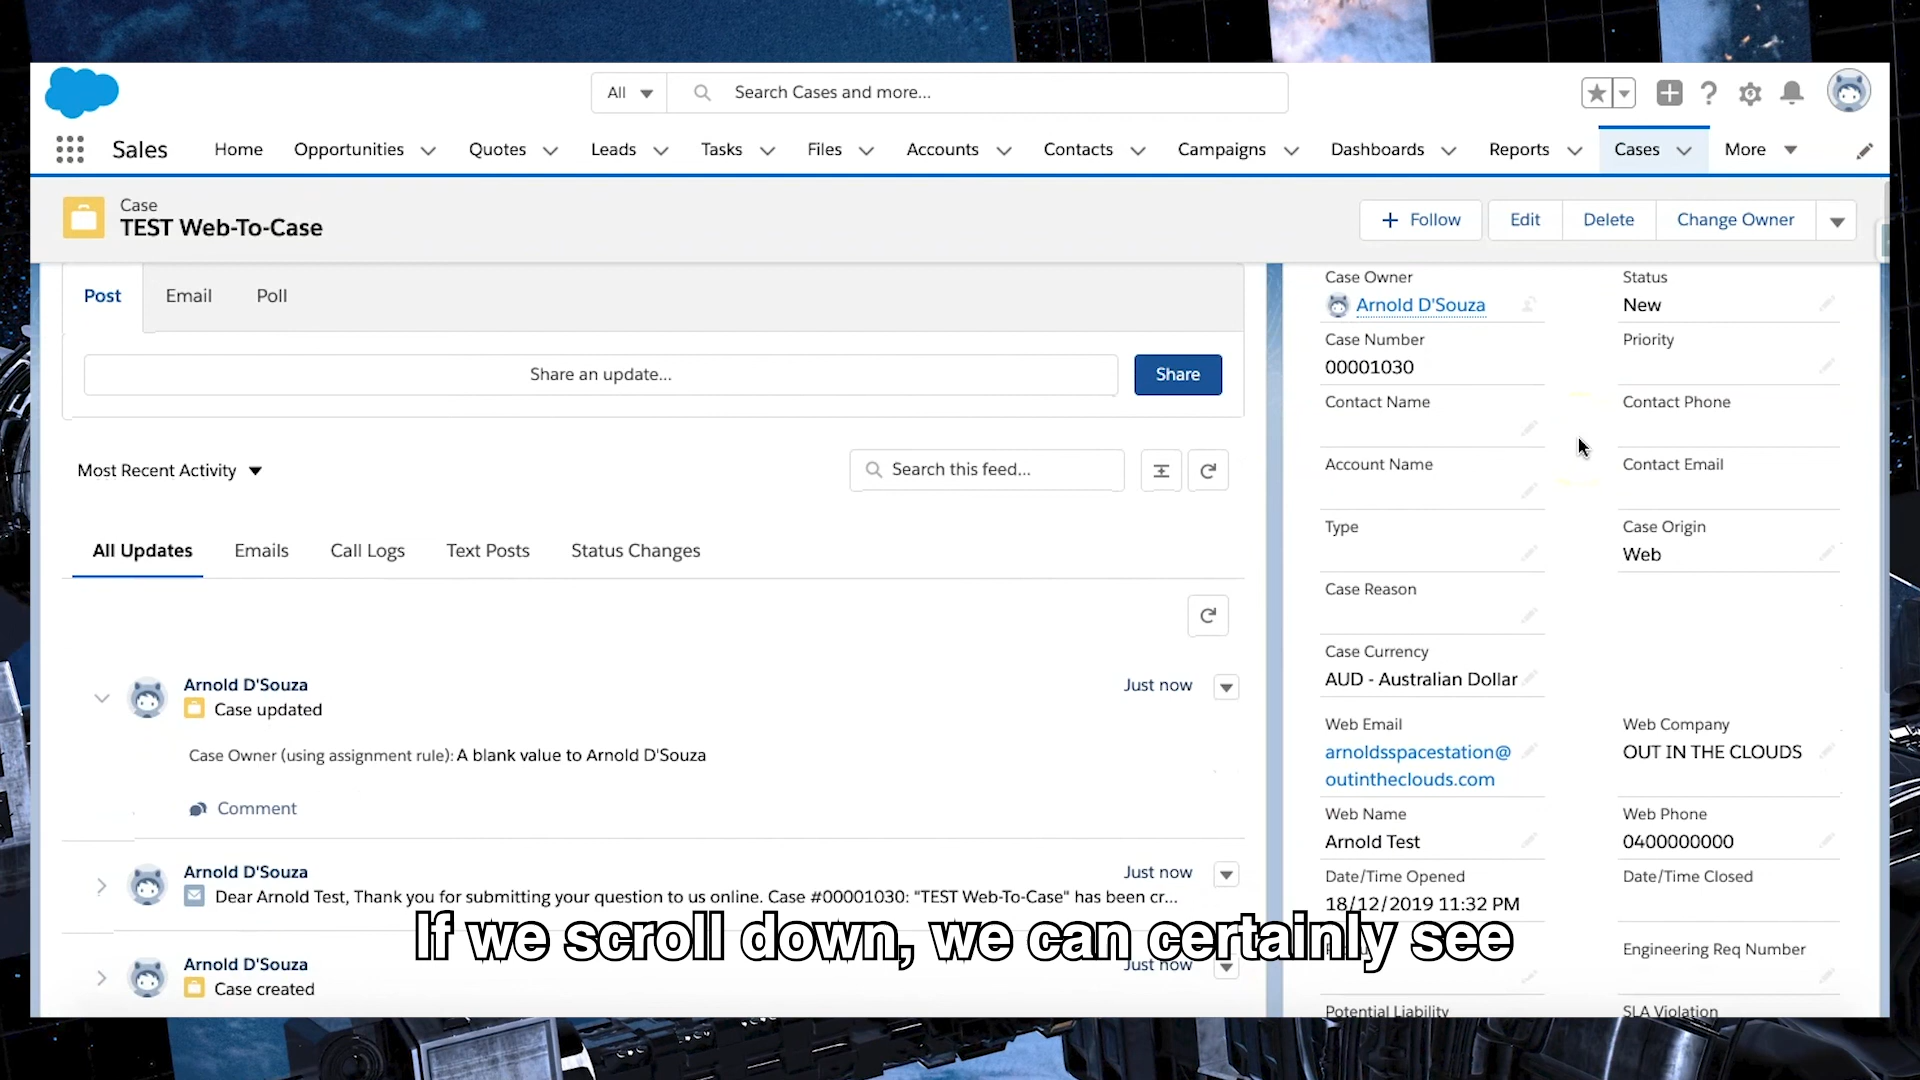 All
Search Cases and more...
Sales
Home
Opportunities
Quotes
Leads
Tasks
Files
Accounts
Contacts
Campaigns
Dashboards
Reports
Cases
More
Case
TEST Web-To-Case
Follow
Edit
Delete
Change Owner
Post
Email
Poll
Share an update...
Share
Most Recent Activity
Search this feed...
All Updates
Emails
Call Logs
Text Posts
Status Changes
Arnold D'Souza
Just now
Case updated
Case Owner (using assignment rule): A blank value to Arnold D'Souza
Comment
Arnold D'Souza
Just now
Dear Arnold Test, Thank you for submitting your question to us online. Case #00001030: "TEST Web-To-Case" has been cr...
Arnold D'Souza
Just now
Case created
Case Owner
Arnold D'Souza
Status
New
Case Number
00001030
Priority
Contact Name
Contact Phone
Account Name
Contact Email
Type
Case Origin
Web
Case Reason
Case Currency
AUD - Australian Dollar
Web Email
arnoldsspacestation@
outintheclouds.com
Web Company
OUT IN THE CLOUDS
Web Name
Arnold Test
Web Phone
0400000000
Date/Time Opened
18/12/2019 11:32 PM
Date/Time Closed
Engineering Req Number
Potential Liability
SLA Violation
If we scroll down, we can certainly see